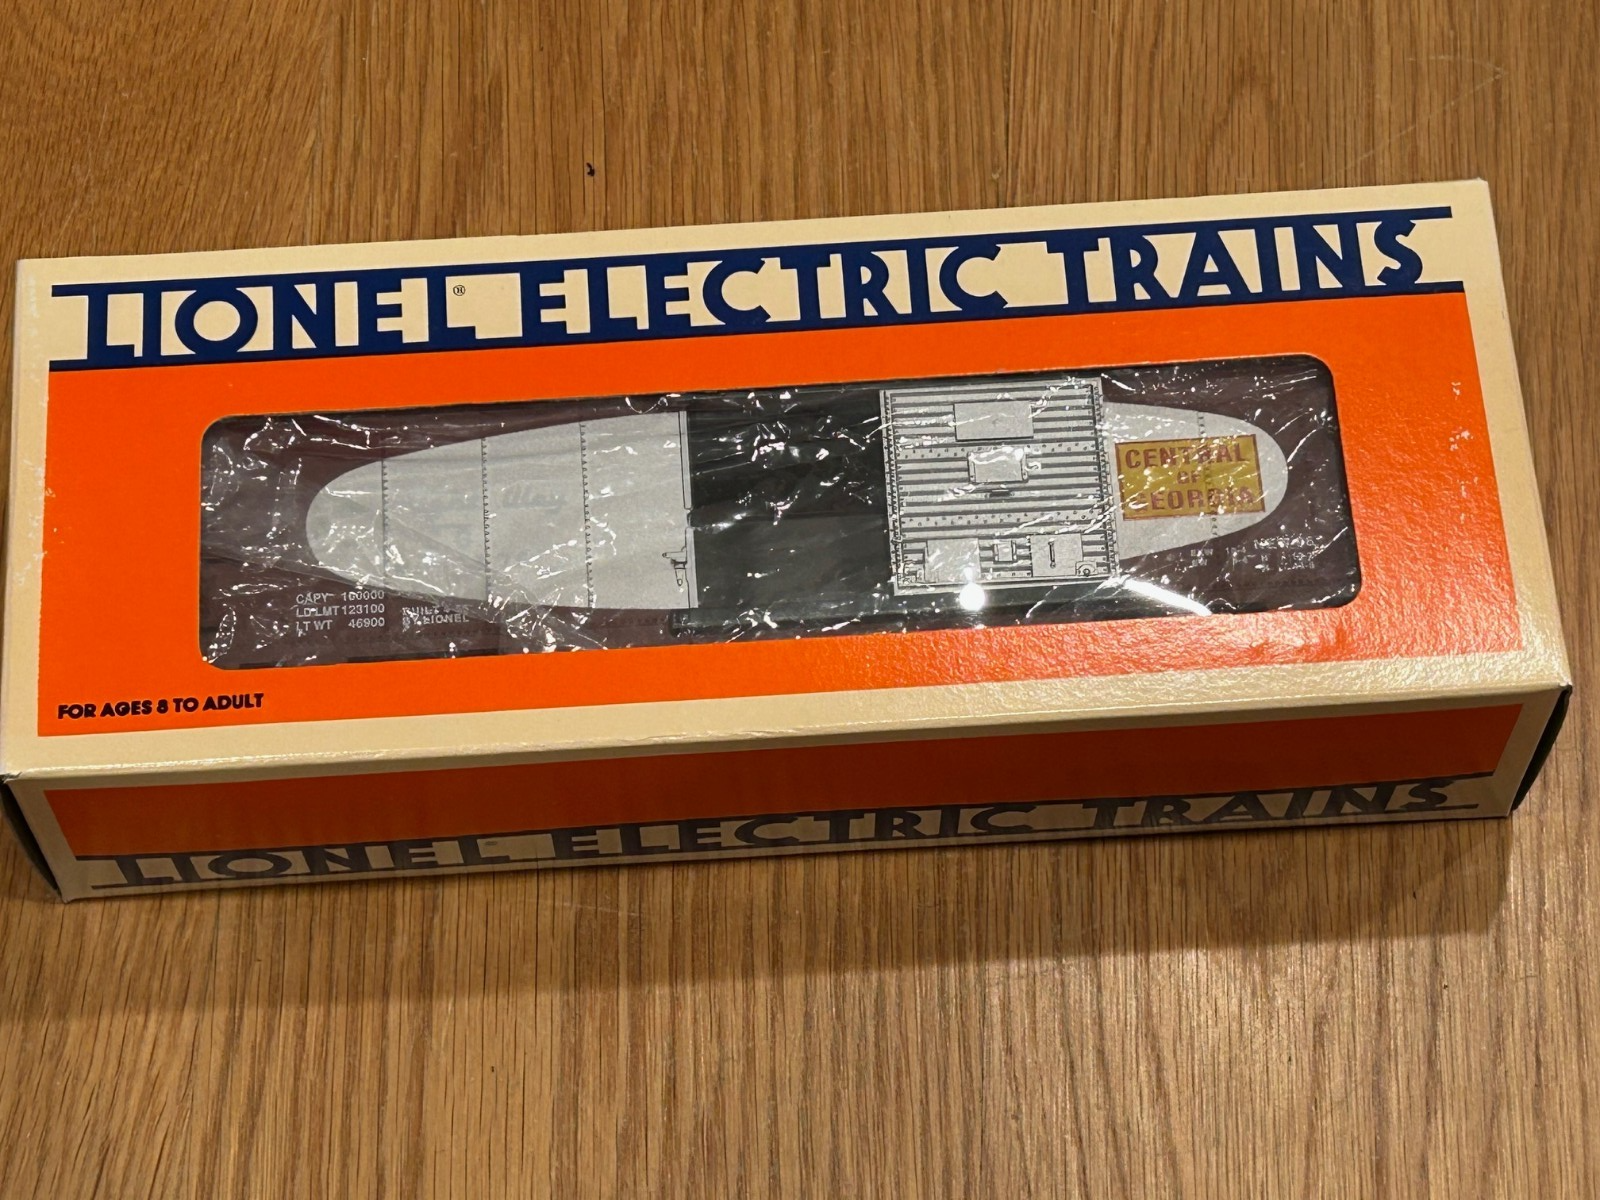 LIONEL® ELECTRIC TRAINS
CENTRAL
OF
GEORGIA
CAPY 160000
LD LMT 123100
LT WT 46900
BY LIONEL
FOR AGES 8 TO ADULT
LIONEL ELECTRIC TRAINS